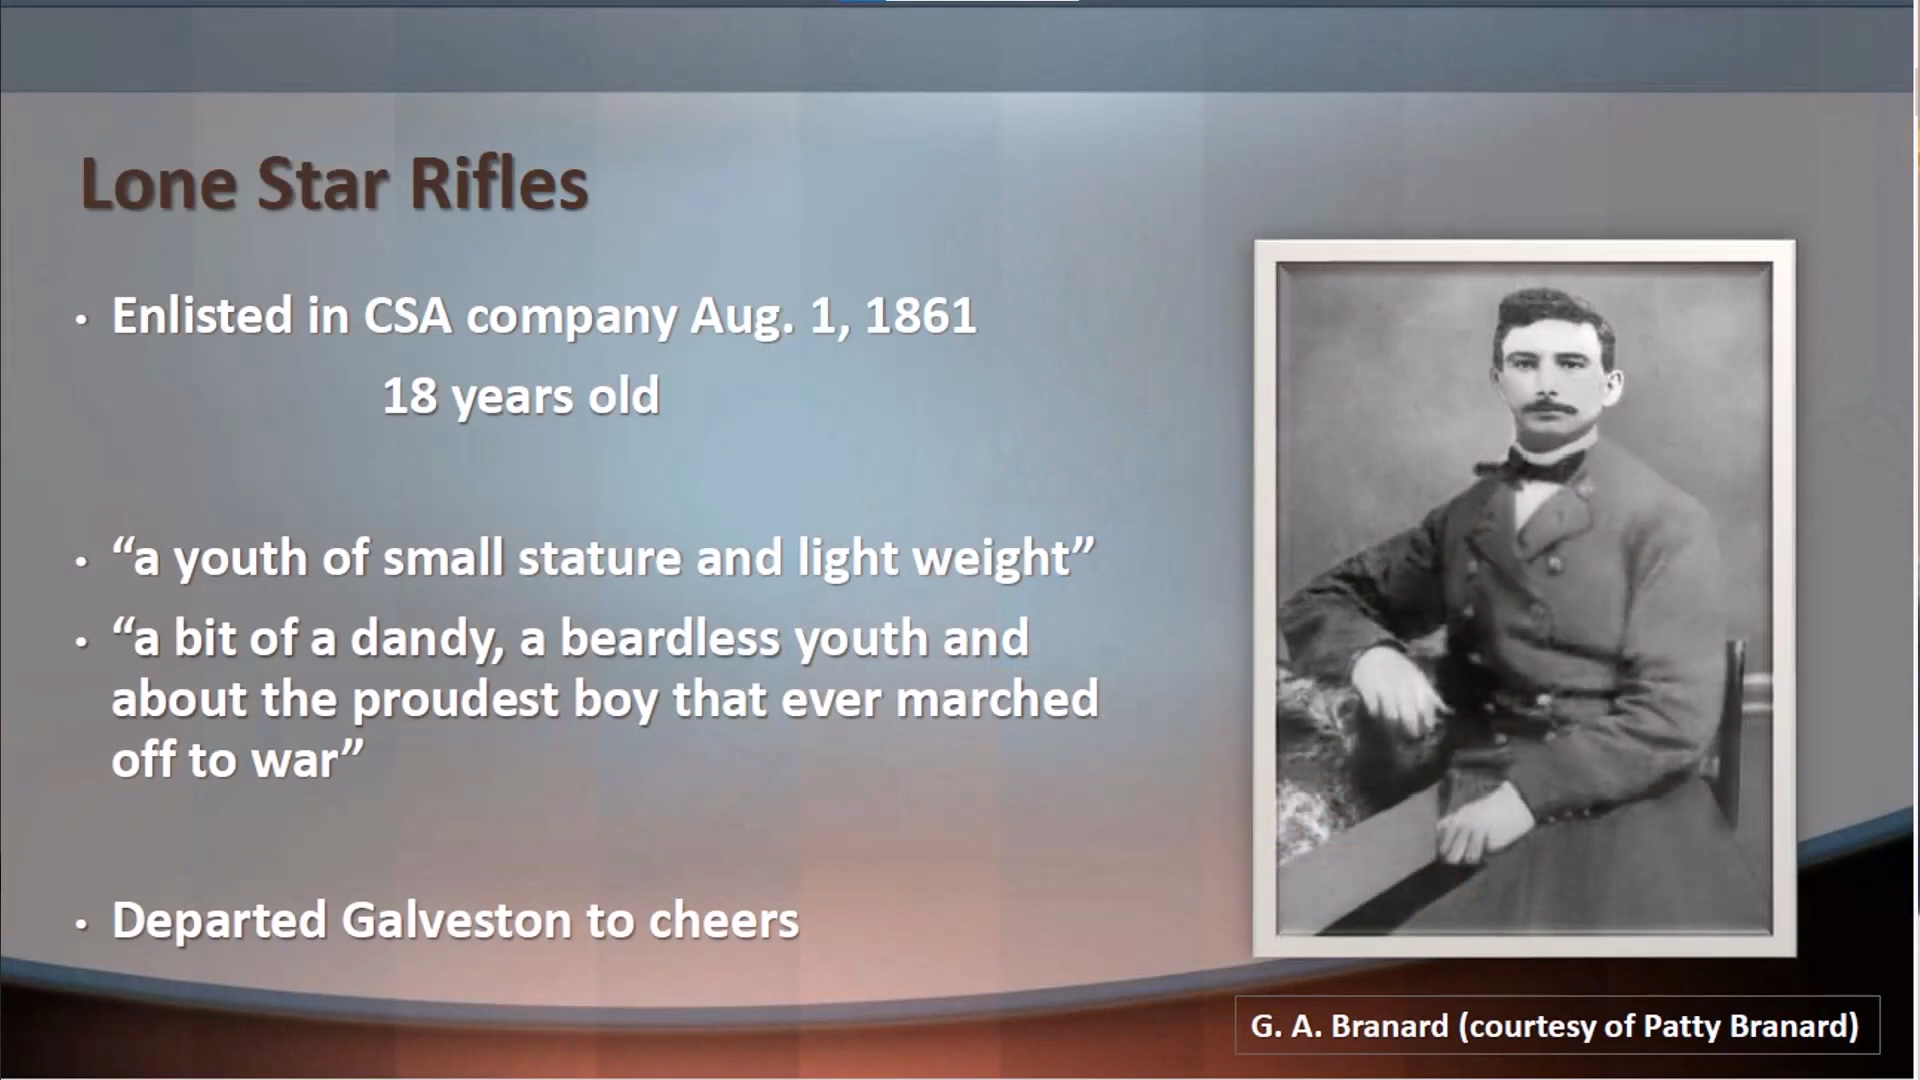 Lone Star Rifles
• Enlisted in CSA company Aug. 1, 1861
18 years old
• “a youth of small stature and light weight”
• “a bit of a dandy, a beardless youth and
about the proudest boy that ever marched
off to war”
• Departed Galveston to cheers
G. A. Branard (courtesy of Patty Branard)